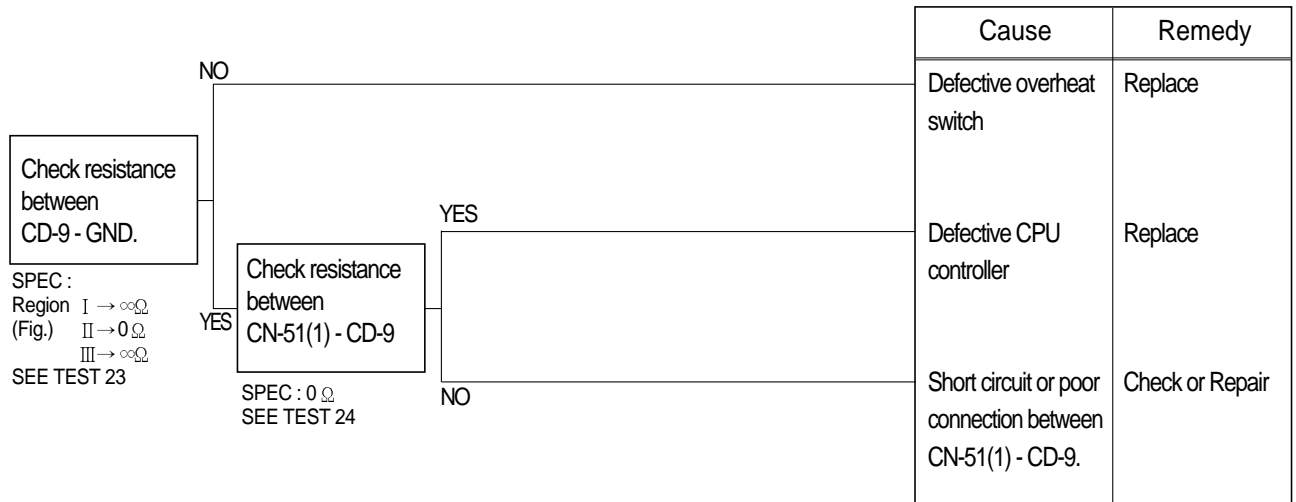 Cause
Remedy
NO
Defective overheat
switch
Replace
Check resistance
between
CD-9 - GND.
SPEC :
Region Ⅰ → ∞Ω
(Fig.) Ⅱ → 0 Ω
Ⅲ → ∞Ω
SEE TEST 23
YES
Check resistance
between
CN-51(1) - CD-9
SPEC : 0 Ω
SEE TEST 24
YES
Defective CPU
controller
Replace
NO
Short circuit or poor
connection between
CN-51(1) - CD-9.
Check or Repair